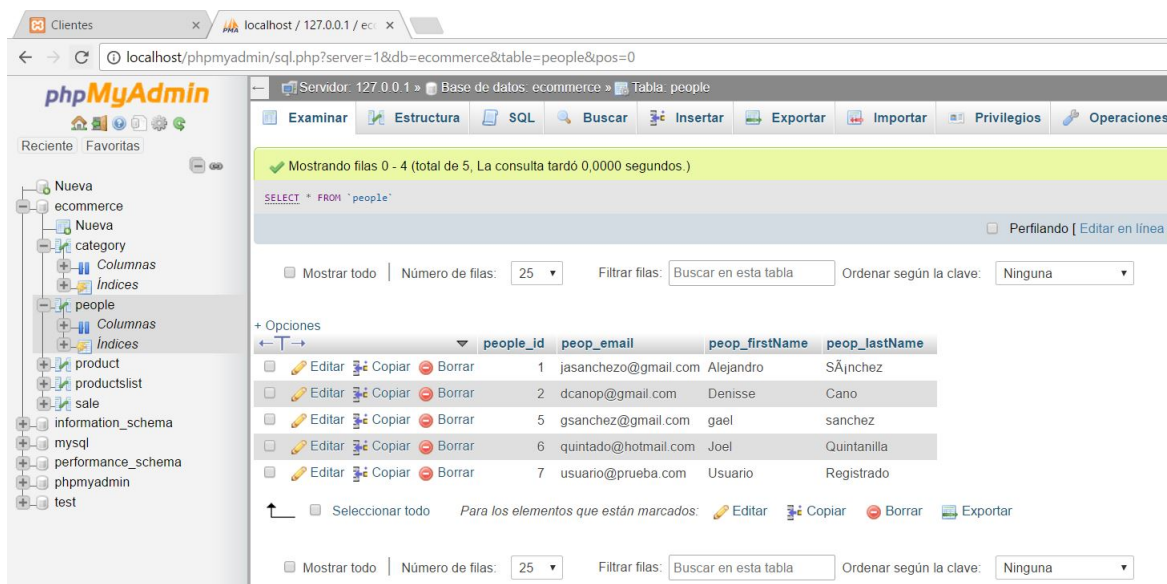 Clientes
localhost / 127.0.0.1 / ec
localhost/phpmyadmin/sql.php?server=1&db=ecommerce&table=people&pos=0
phpMyAdmin
Reciente Favoritas
Nueva
ecommerce
Nueva
category
Columnas
Índices
people
Columnas
Índices
product
productslist
sale
information_schema
mysql
performance_schema
phpmyadmin
test
Servidor: 127.0.0.1 » Base de datos: ecommerce » Tabla: people
Examinar Estructura SQL Buscar Insertar Exportar Importar Privilegios Operaciones
Mostrando filas 0 - 4 (total de 5, La consulta tardó 0,0000 segundos.)
SELECT * FROM `people`
Perfilando [ Editar en línea
Mostrar todo | Número de filas: 25 Filtrar filas: Buscar en esta tabla Ordenar según la clave: Ninguna
+ Opciones
←T→ people_id peop_email peop_firstName peop_lastName
Editar Copiar Borrar 1 jasanchezo@gmail.com Alejandro SÃ¡nchez
Editar Copiar Borrar 2 dcanop@gmail.com Denisse Cano
Editar Copiar Borrar 5 gsanchez@gmail.com gael sanchez
Editar Copiar Borrar 6 quintado@hotmail.com Joel Quintanilla
Editar Copiar Borrar 7 usuario@prueba.com Usuario Registrado
Seleccionar todo Para los elementos que están marcados: Editar Copiar Borrar Exportar
Mostrar todo | Número de filas: 25 Filtrar filas: Buscar en esta tabla Ordenar según la clave: Ninguna